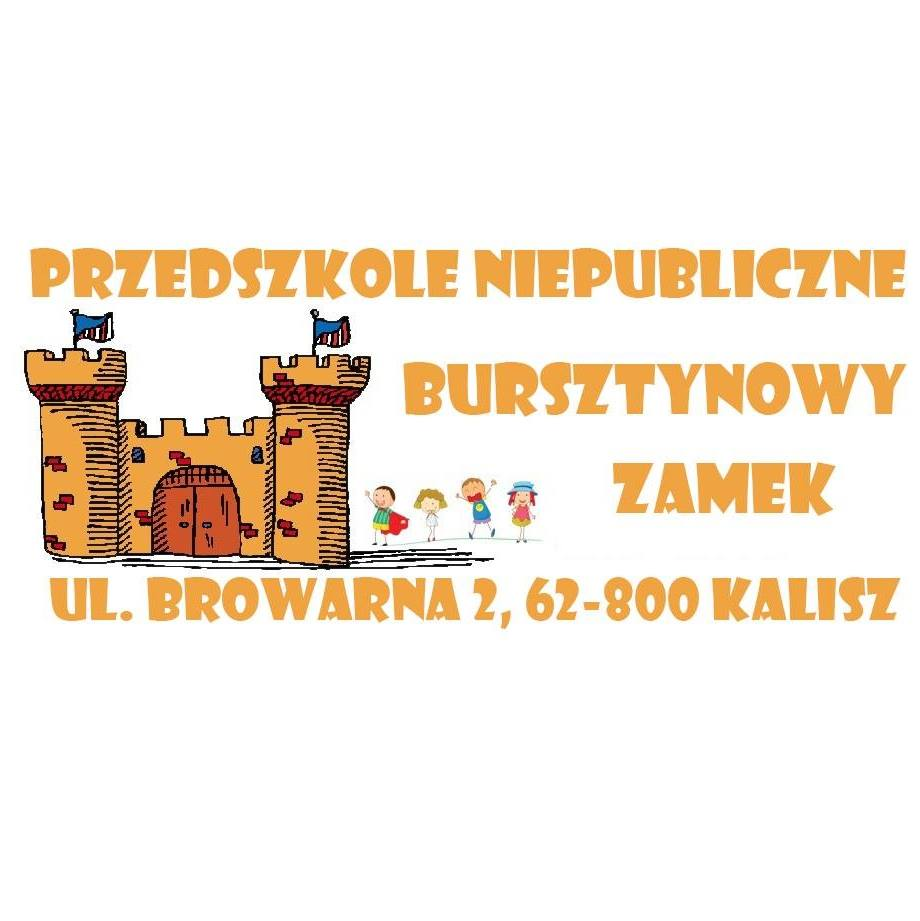 PRZEDSZKOLE NIEPUBLICZNE
BURSZTYNOWY
ZAMEK
UL. BROWARNA 2, 62-800 KALISZ